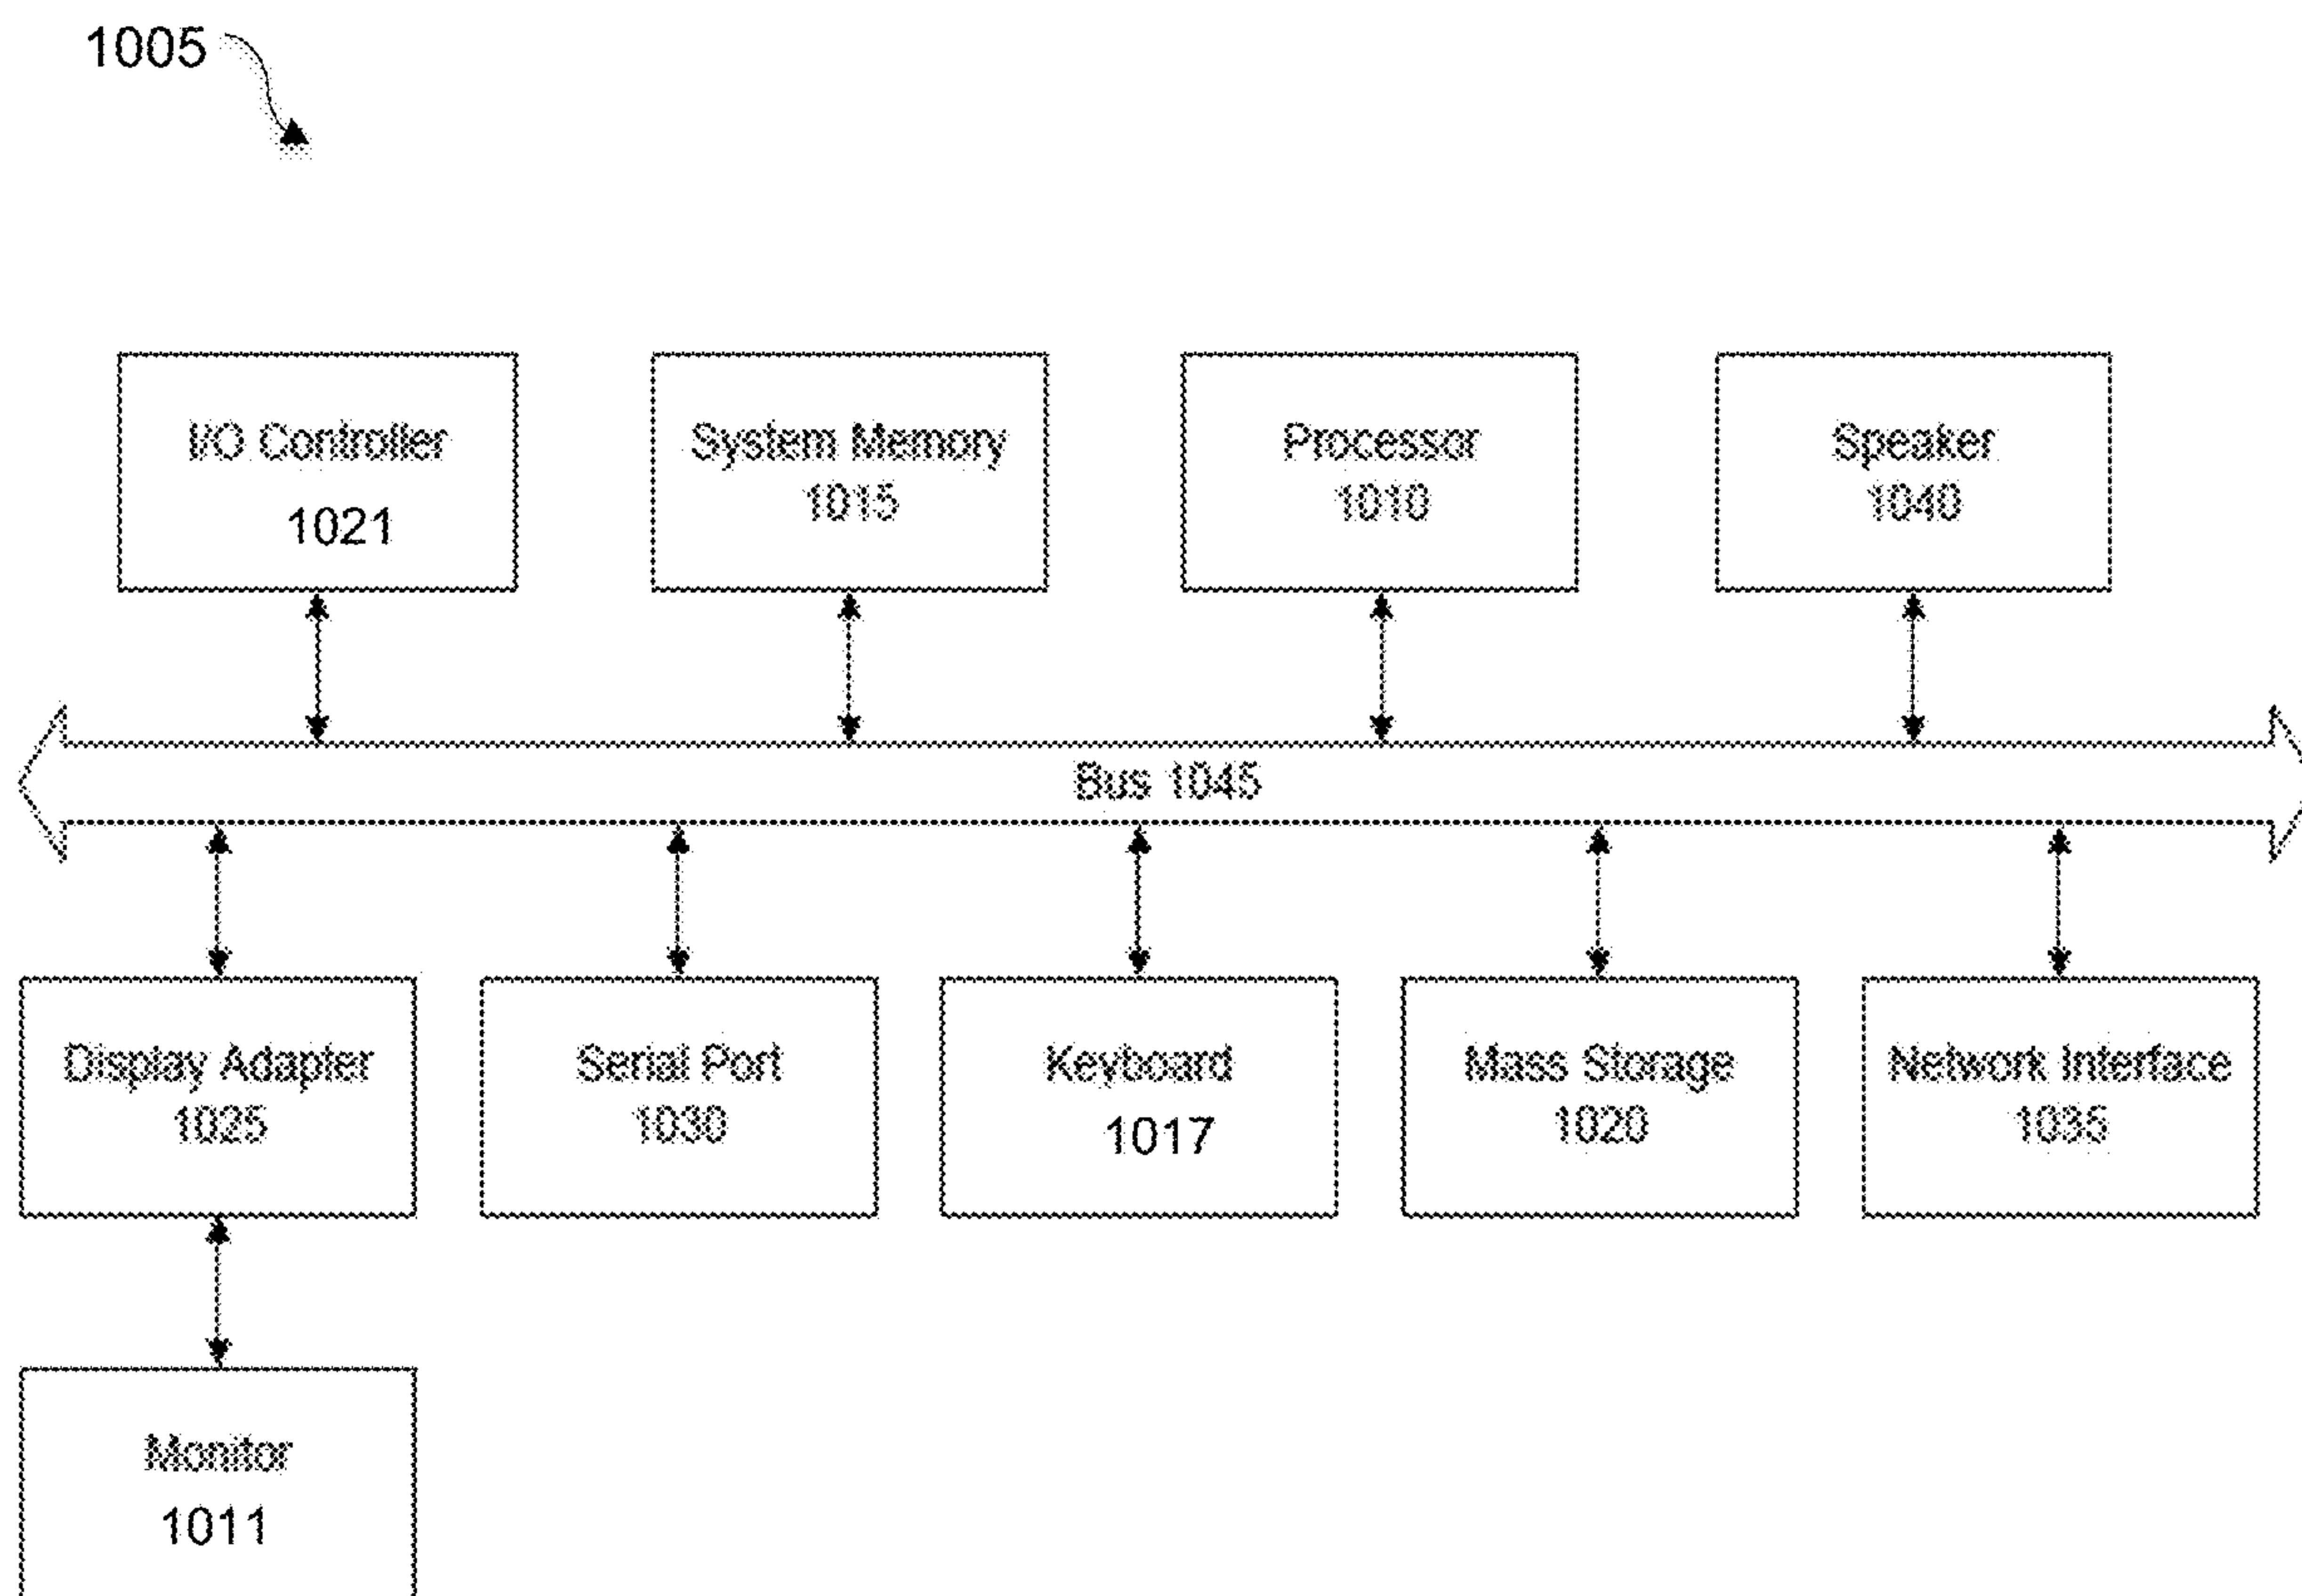 1005
I/O Controller
1021
System Memory
1015
Processor
1010
Speaker
1040
Bus 1045
Display Adapter
1025
Serial Port
1030
Keyboard
1017
Mass Storage
1020
Network Interface
1035
Monitor
1011